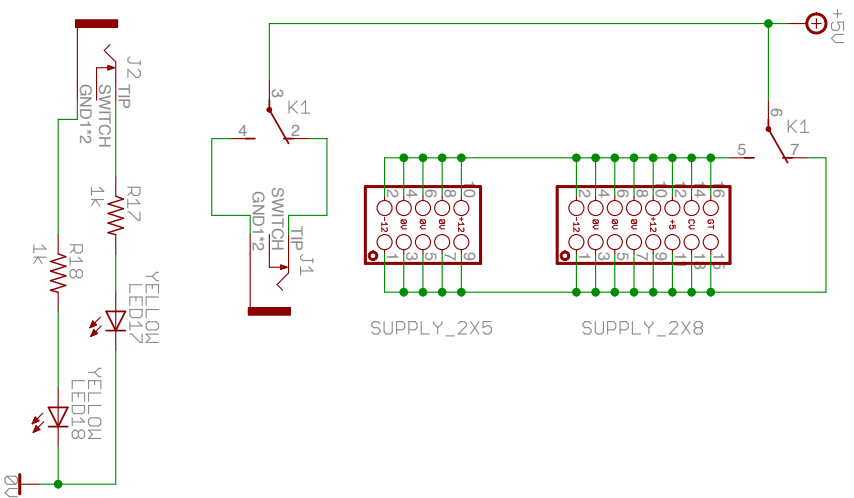 +5V
J2
TIP
SWITCH
GND1*2
3
K1
4
2
6
K1
5
7
R17
1k
R18
1k
SWITCH
GND1*2
TIP
J1
2
4
6
8
10
-12
0V
0V
0V
+12
1
3
5
7
9
2
4
6
8
10
12
14
16
-12
0V
0V
0V
+12
+5
CV
GT
1
3
5
7
9
11
13
15
YELLOW
LED17
SUPPLY_2X5
SUPPLY_2X8
YELLOW
LED18
0V